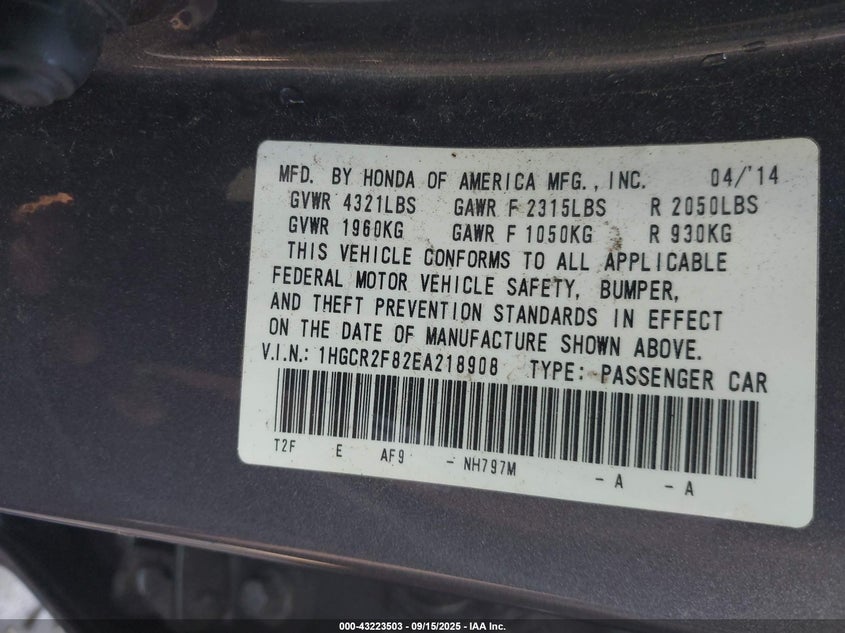 MFD. BY HONDA OF AMERICA MFG., INC. 04/'14
GVWR 4321LBS GAWR F 2315LBS R 2050LBS
GVWR 1960KG GAWR F 1050KG R 930KG
THIS VEHICLE CONFORMS TO ALL APPLICABLE
FEDERAL MOTOR VEHICLE SAFETY, BUMPER,
AND THEFT PREVENTION STANDARDS IN EFFECT
ON THE DATE OF MANUFACTURE SHOWN ABOVE.
V.I.N.: 1HGCR2F82EA218908 TYPE: PASSENGER CAR
T2F E AF9 - NH797M - A - A
000-43223503 - 09/15/2025 - IAA Inc.